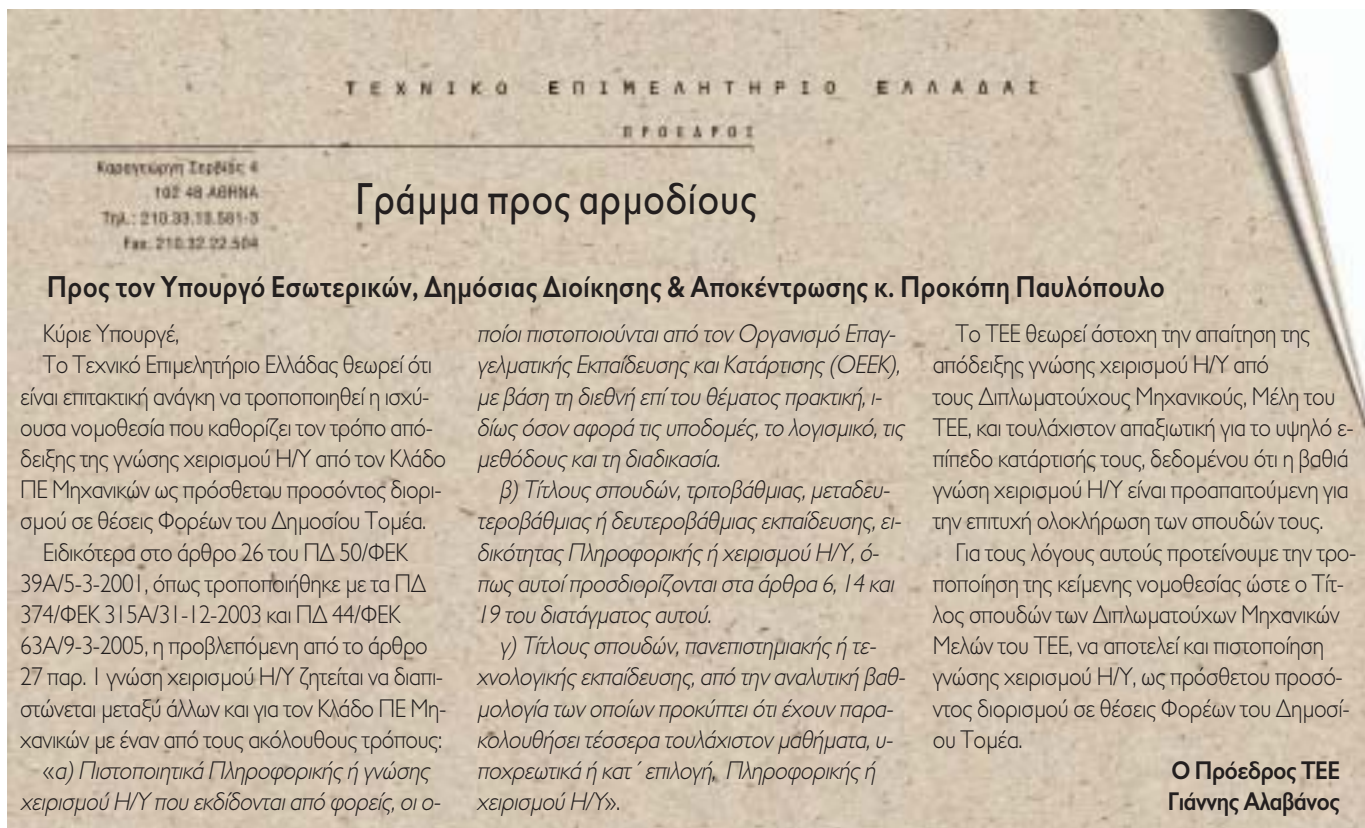 ΤΕΧΝΙΚΟ ΕΠΙΜΕΛΗΤΗΡΙΟ ΕΛΛΑΔΑΣ
ΠΡΟΕΔΡΟΣ
Καραγεώργη Σερβίας 4
102 48 ΑΘΗΝΑ
Τηλ.: 210.33.13.501-3
Fax. 210.32.22.504
Γράμμα προς αρμοδίους
Προς τον Υπουργό Εσωτερικών, Δημόσιας Διοίκησης & Αποκέντρωσης κ. Προκόπη Παυλόπουλο
Κύριε Υπουργέ,
Το Τεχνικό Επιμελητήριο Ελλάδας θεωρεί ότι
είναι επιτακτική ανάγκη να τροποποιηθεί η ισχύ-
ουσα νομοθεσία που καθορίζει τον τρόπο από-
δειξης της γνώσης χειρισμού Η/Υ από τον Κλάδο
ΠΕ Μηχανικών ως πρόσθετου προσόντος διορι-
σμού σε θέσεις Φορέων του Δημοσίου Τομέα.
Ειδικότερα στο άρθρο 26 του ΠΔ 50/ΦΕΚ
39Α/5-3-2001, όπως τροποποιήθηκε με τα ΠΔ
374/ΦΕΚ 315Α/31-12-2003 και ΠΔ 44/ΦΕΚ
63Α/9-3-2005, η προβλεπόμενη από το άρθρο
27 παρ. 1 γνώση χειρισμού Η/Υ ζητείται να διαπι-
στώνεται μεταξύ άλλων και για τον Κλάδο ΠΕ Μη-
χανικών με έναν από τους ακόλουθους τρόπους:
«α) Πιστοποιητικά Πληροφορικής ή γνώσης
χειρισμού Η/Υ που εκδίδονται από φορείς, οι ο-
ποίοι πιστοποιούνται από τον Οργανισμό Επαγ-
γελματικής Εκπαίδευσης και Κατάρτισης (ΟΕΕΚ),
με βάση τη διεθνή επί του θέματος πρακτική, ι-
δίως όσον αφορά τις υποδομές, το λογισμικό, τις
μεθόδους και τη διαδικασία.
β) Τίτλους σπουδών, τριτοβάθμιας, μεταδευ-
τεροβάθμιας ή δευτεροβάθμιας εκπαίδευσης, ει-
δικότητας Πληροφορικής ή χειρισμού Η/Υ, ό-
πως αυτοί προσδιορίζονται στα άρθρα 6, 14 και
19 του διατάγματος αυτού.
γ) Τίτλους σπουδών, πανεπιστημιακής ή τε-
χνολογικής εκπαίδευσης, από την αναλυτική βαθ-
μολογία των οποίων προκύπτει ότι έχουν παρα-
κολουθήσει τέσσερα τουλάχιστον μαθήματα, υ-
ποχρεωτικά ή κατ΄ επιλογή, Πληροφορικής ή
χειρισμού Η/Υ».
Το ΤΕΕ θεωρεί άστοχη την απαίτηση της
απόδειξης γνώσης χειρισμού Η/Υ από
τους Διπλωματούχους Μηχανικούς, Μέλη του
ΤΕΕ, και τουλάχιστον απαξιωτική για το υψηλό ε-
πίπεδο κατάρτισής τους, δεδομένου ότι η βαθιά
γνώση χειρισμού Η/Υ είναι προαπαιτούμενη για
την επιτυχή ολοκλήρωση των σπουδών τους.
Για τους λόγους αυτούς προτείνουμε την τρο-
ποποίηση της κείμενης νομοθεσίας ώστε ο Τίτ-
λος σπουδών των Διπλωματούχων Μηχανικών
Μελών του ΤΕΕ, να αποτελεί και πιστοποίηση
γνώσης χειρισμού Η/Υ, ως πρόσθετου προσό-
ντος διορισμού σε θέσεις Φορέων του Δημοσί-
ου Τομέα.
Ο Πρόεδρος ΤΕΕ
Γιάννης Αλαβάνος